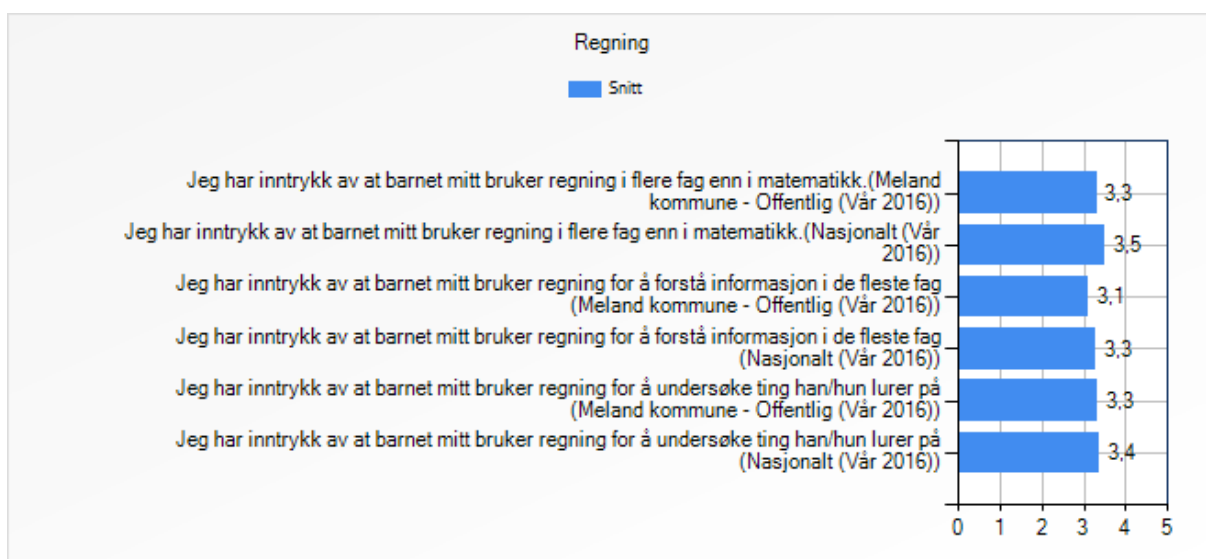 Regning
Snitt
Jeg har inntrykk av at barnet mitt bruker regning i flere fag enn i matematikk.(Meland
kommune - Offentlig (Vår 2016))
3,3
Jeg har inntrykk av at barnet mitt bruker regning i flere fag enn i matematikk.(Nasjonalt (Vår
2016))
3,5
Jeg har inntrykk av at barnet mitt bruker regning for å forstå informasjon i de fleste fag
(Meland kommune - Offentlig (Vår 2016))
3,1
Jeg har inntrykk av at barnet mitt bruker regning for å forstå informasjon i de fleste fag
(Nasjonalt (Vår 2016))
3,3
Jeg har inntrykk av at barnet mitt bruker regning for å undersøke ting han/hun lurer på
(Meland kommune - Offentlig (Vår 2016))
3,3
Jeg har inntrykk av at barnet mitt bruker regning for å undersøke ting han/hun lurer på
(Nasjonalt (Vår 2016))
3,4
0 1 2 3 4 5